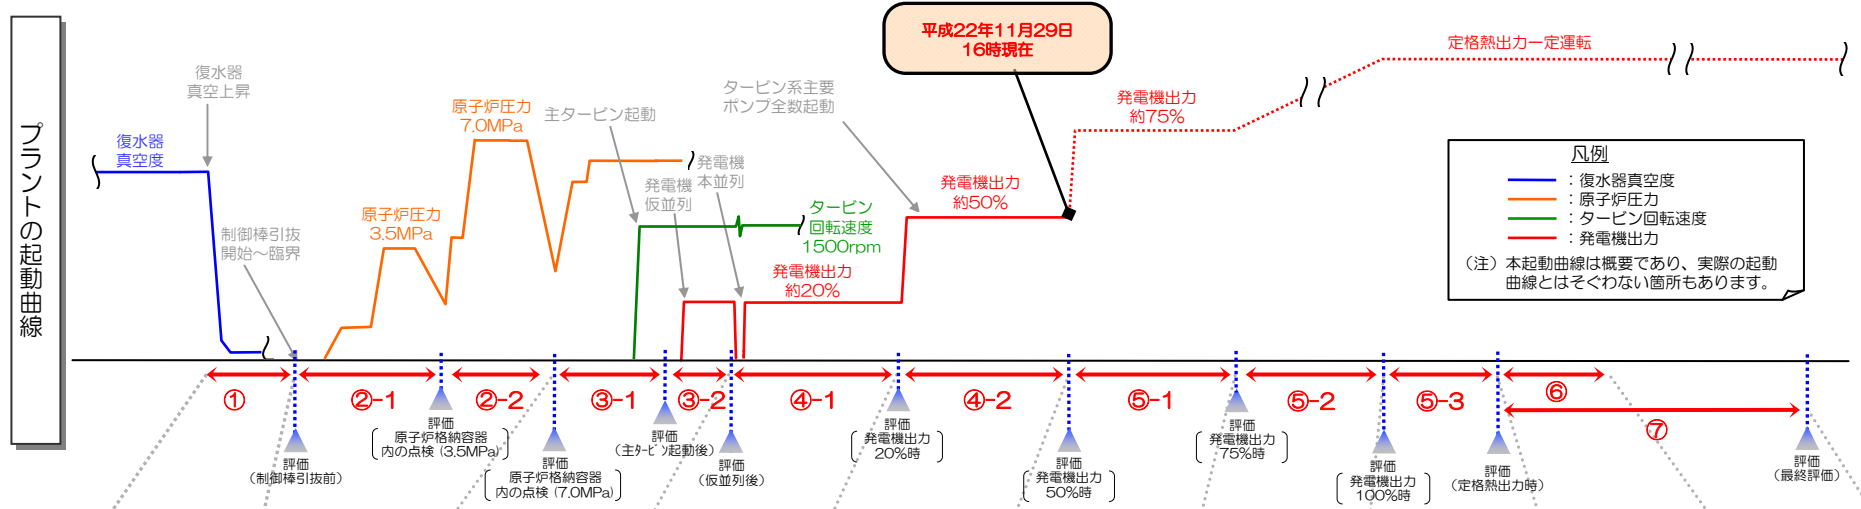 プラントの起動曲線
平成22年11月29日
16時現在
復水器
真空上昇
復水器
真空度
制御棒引抜
開始～臨界
原子炉圧力
3.5MPa
原子炉圧力
7.0MPa
主タービン起動
発電機
仮並列
発電機
本並列
タービン系主要
ポンプ全数起動
タービン
回転速度
1500rpm
発電機出力
約20%
発電機出力
約50%
発電機出力
約75%
定格熱出力一定運転
凡例
：復水器真空度
：原子炉圧力
：タービン回転速度
：発電機出力
（注）本起動曲線は概要であり、実際の起動
曲線とはそぐわない箇所もあります。
①
②-1
②-2
③-1
③-2
④-1
④-2
⑤-1
⑤-2
⑤-3
⑥
⑦
評価
（制御棒引抜前）
評価
原子炉格納容器
内の点検 (3.5MPa)
評価
原子炉格納容器
内の点検 (7.0MPa)
評価
（主ﾀｰﾋﾞﾝ起動後）
評価
（仮並列後）
評価
発電機出力
20%時
評価
発電機出力
50%時
評価
発電機出力
75%時
評価
発電機出力
100%時
評価
（定格熱出力時）
評価
（最終評価）